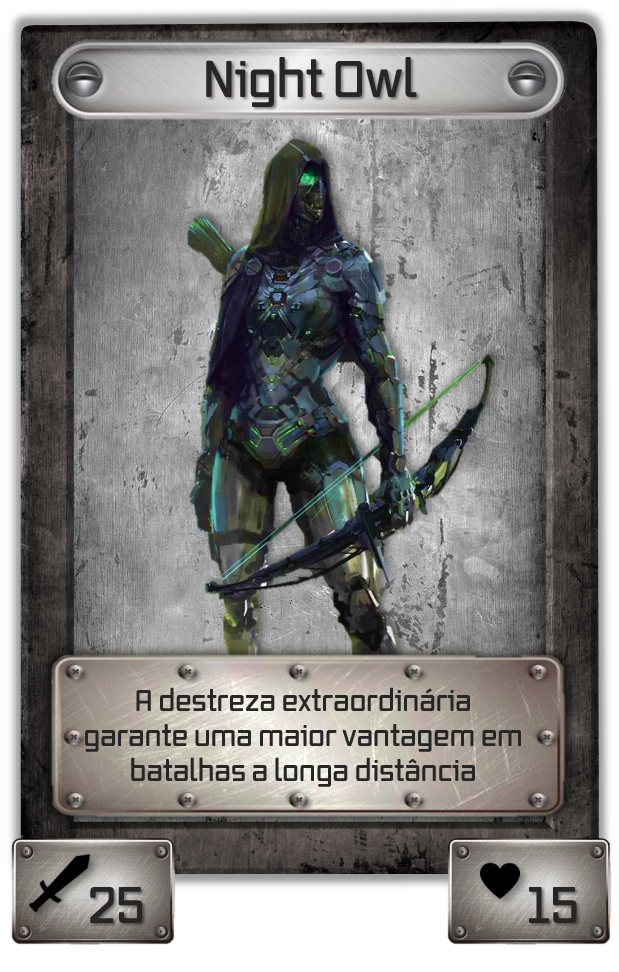 Night Owl
A destreza extraordinária
garante uma maior vantagem em
batalhas a longa distância
25
15